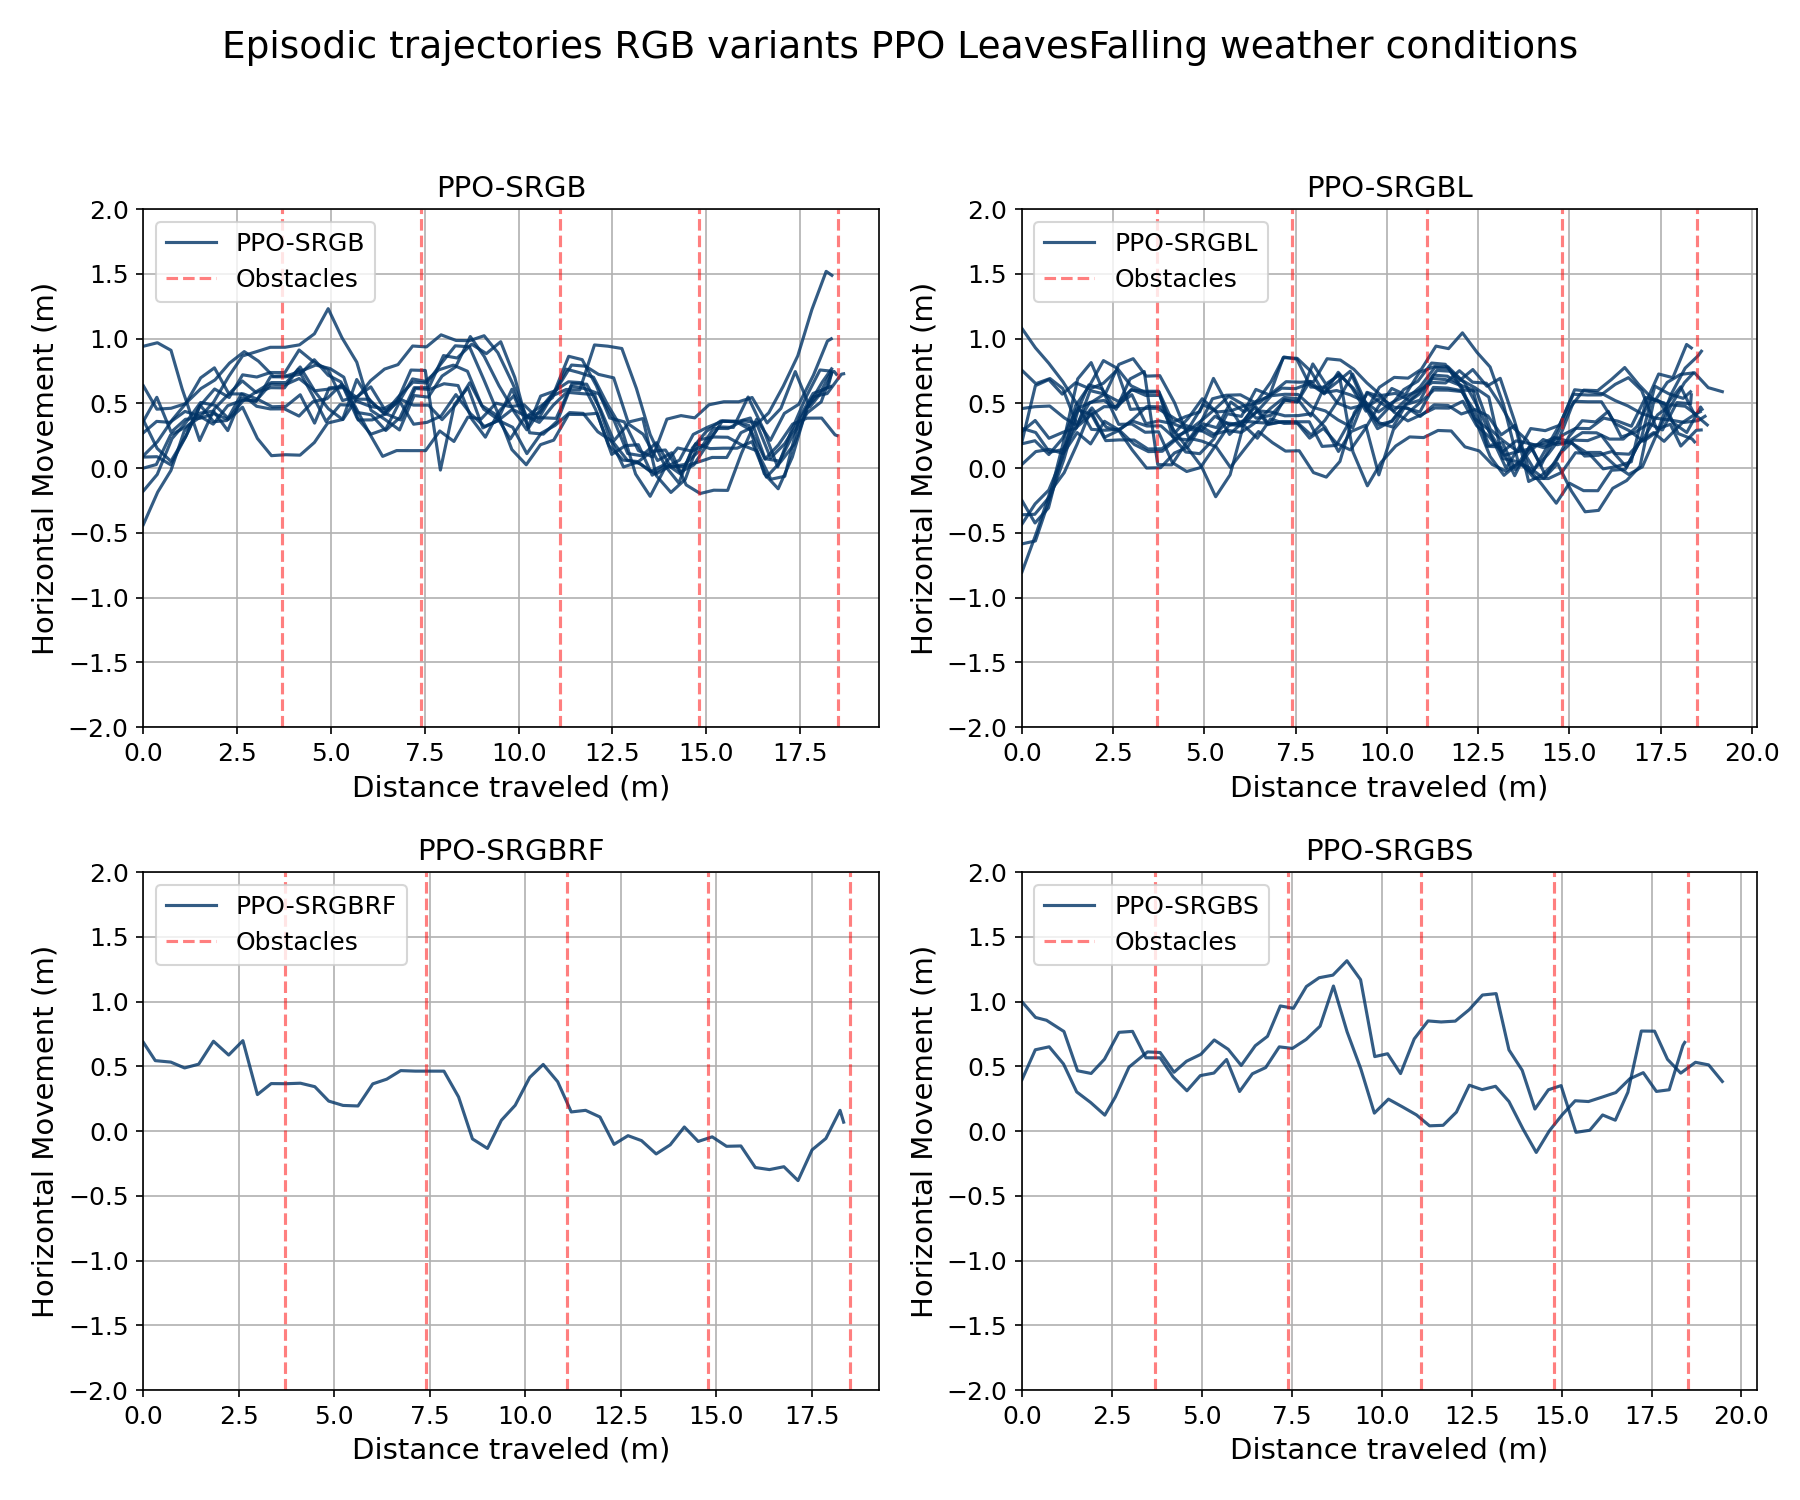 Episodic trajectories RGB variants PPO LeavesFalling weather conditions
PPO-SRGB
2.0
1.5
1.0
0.5
0.0
−0.5
−1.0
−1.5
−2.0
Horizontal Movement (m)
PPO-SRGB
Obstacles
0.0 2.5 5.0 7.5 10.0 12.5 15.0 17.5
Distance traveled (m)
PPO-SRGBL
2.0
1.5
1.0
0.5
0.0
−0.5
−1.0
−1.5
−2.0
Horizontal Movement (m)
PPO-SRGBL
Obstacles
0.0 2.5 5.0 7.5 10.0 12.5 15.0 17.5 20.0
Distance traveled (m)
PPO-SRGBRF
2.0
1.5
1.0
0.5
0.0
−0.5
−1.0
−1.5
−2.0
Horizontal Movement (m)
PPO-SRGBRF
Obstacles
0.0 2.5 5.0 7.5 10.0 12.5 15.0 17.5
Distance traveled (m)
PPO-SRGBS
2.0
1.5
1.0
0.5
0.0
−0.5
−1.0
−1.5
−2.0
Horizontal Movement (m)
PPO-SRGBS
Obstacles
0.0 2.5 5.0 7.5 10.0 12.5 15.0 17.5 20.0
Distance traveled (m)